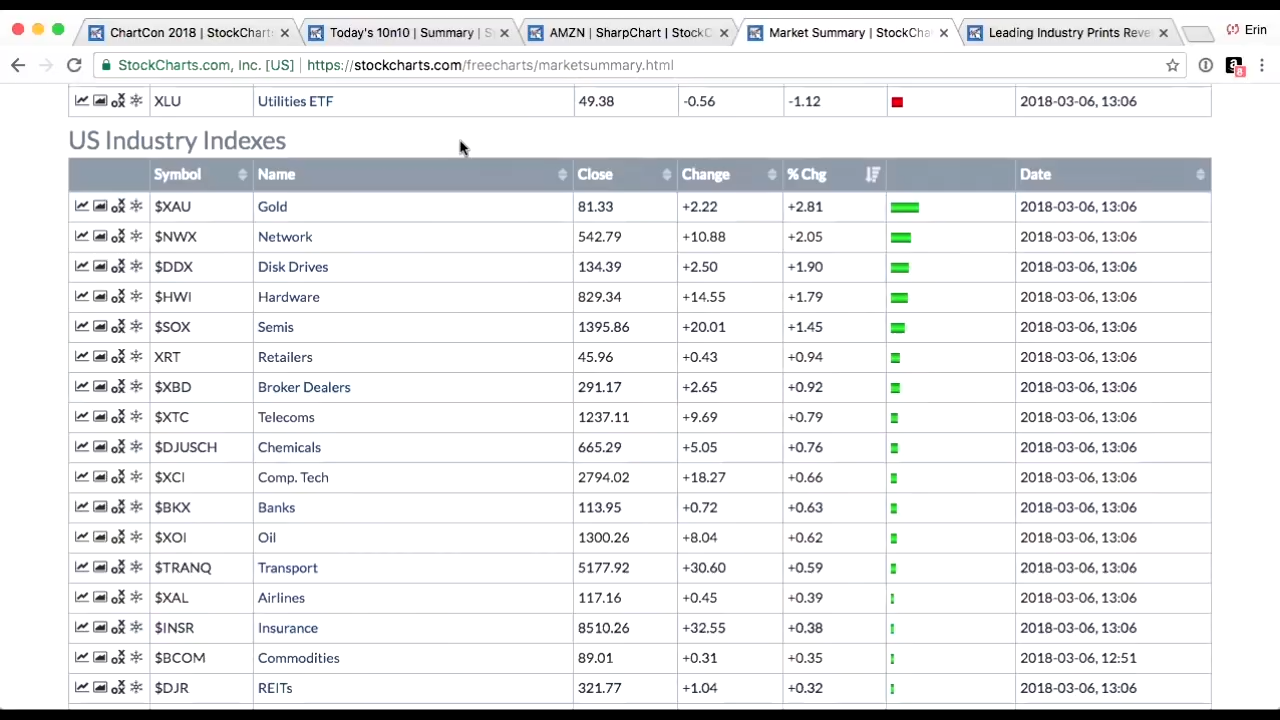 ChartCon 2018 | StockChart
Today's 10n10 | Summary | S
AMZN | SharpChart | StockC
Market Summary | StockCha
Leading Industry Prints Reve
Erin
StockCharts.com, Inc. [US] | https://stockcharts.com/freecharts/marketsummary.html
8
XLU Utilities ETF 49.38 -0.56 -1.12 2018-03-06, 13:06
US Industry Indexes
Symbol Name Close Change % Chg Date
$XAU Gold 81.33 +2.22 +2.81 2018-03-06, 13:06
$NWX Network 542.79 +10.88 +2.05 2018-03-06, 13:06
$DDX Disk Drives 134.39 +2.50 +1.90 2018-03-06, 13:06
$HWI Hardware 829.34 +14.55 +1.79 2018-03-06, 13:06
$SOX Semis 1395.86 +20.01 +1.45 2018-03-06, 13:06
XRT Retailers 45.96 +0.43 +0.94 2018-03-06, 13:06
$XBD Broker Dealers 291.17 +2.65 +0.92 2018-03-06, 13:06
$XTC Telecoms 1237.11 +9.69 +0.79 2018-03-06, 13:06
$DJUSCH Chemicals 665.29 +5.05 +0.76 2018-03-06, 13:06
$XCI Comp. Tech 2794.02 +18.27 +0.66 2018-03-06, 13:06
$BKX Banks 113.95 +0.72 +0.63 2018-03-06, 13:06
$XOI Oil 1300.26 +8.04 +0.62 2018-03-06, 13:06
$TRANQ Transport 5177.92 +30.60 +0.59 2018-03-06, 13:06
$XAL Airlines 117.16 +0.45 +0.39 2018-03-06, 13:06
$INSR Insurance 8510.26 +32.55 +0.38 2018-03-06, 13:06
$BCOM Commodities 89.01 +0.31 +0.35 2018-03-06, 12:51
$DJR REITs 321.77 +1.04 +0.32 2018-03-06, 13:06